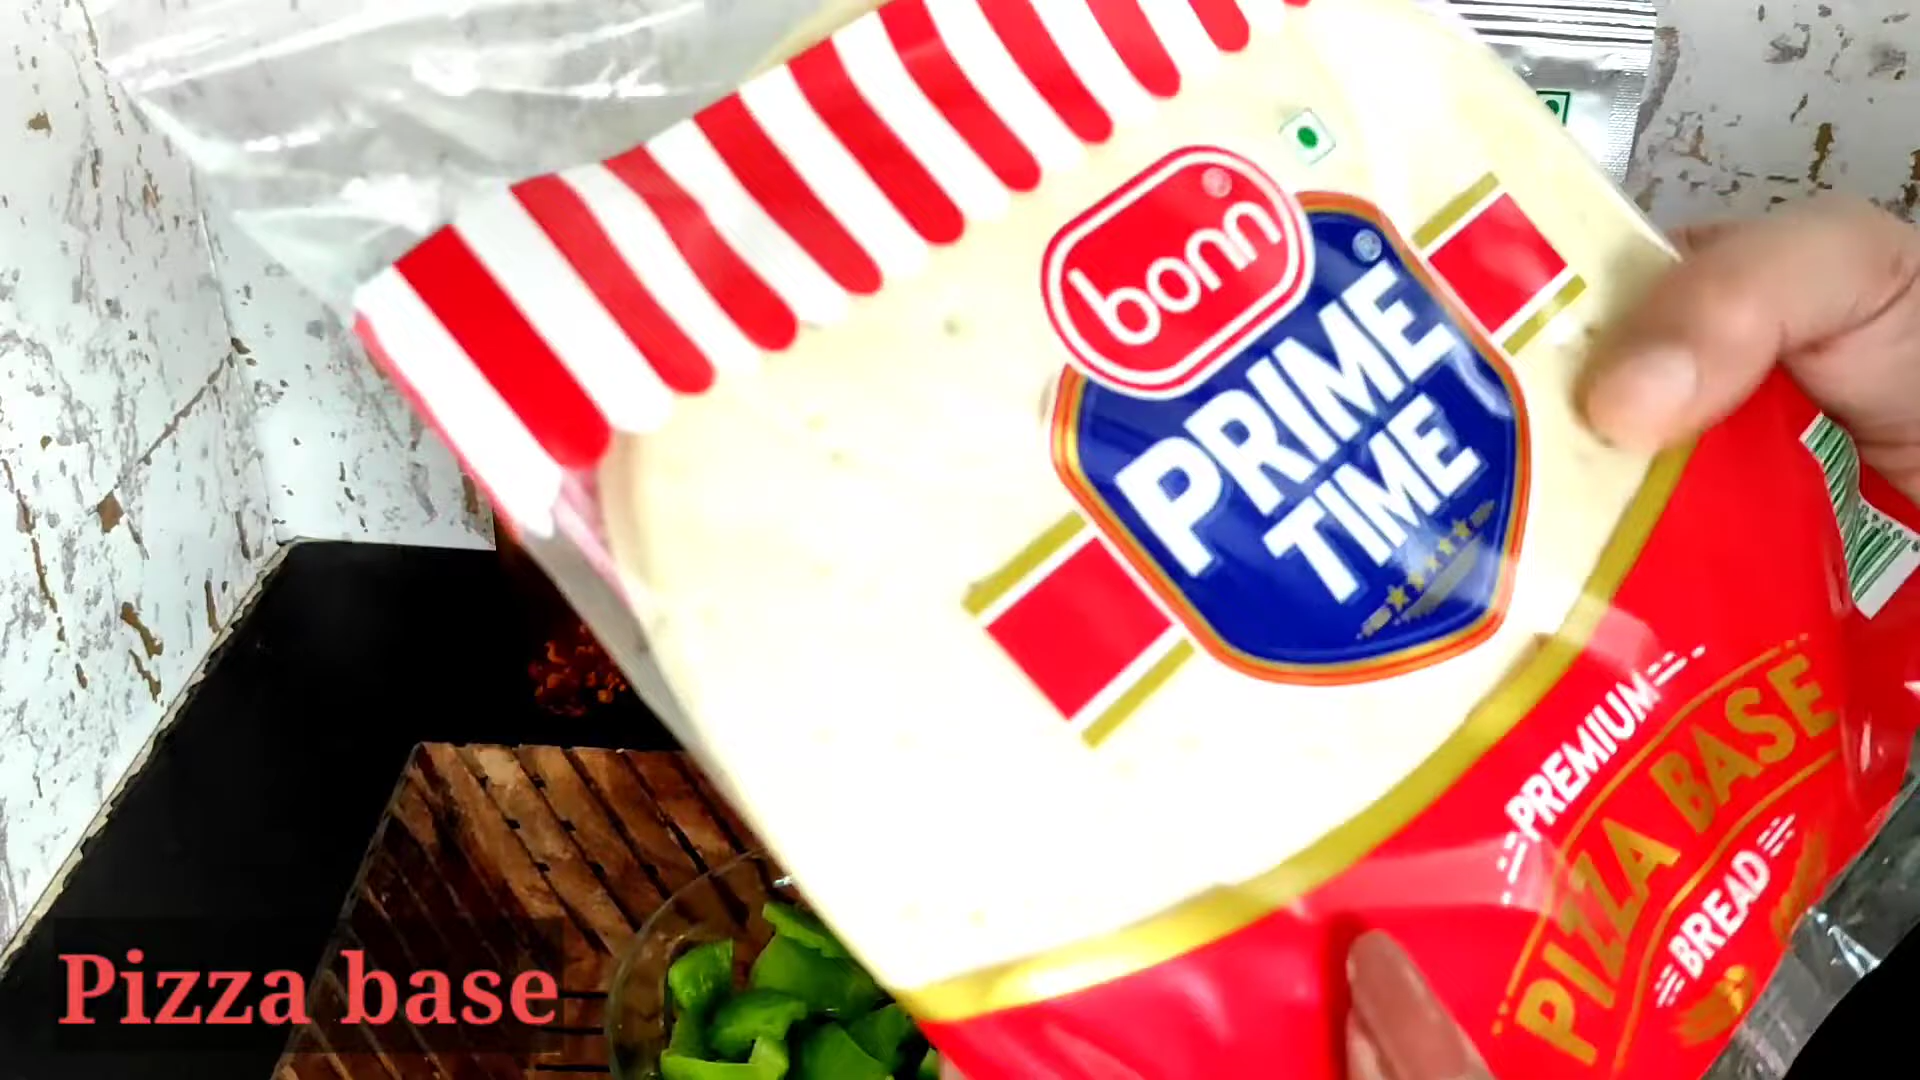 bonn
PRIME
TIME
PREMIUM
PIZZA BASE
BREAD
Pizza base